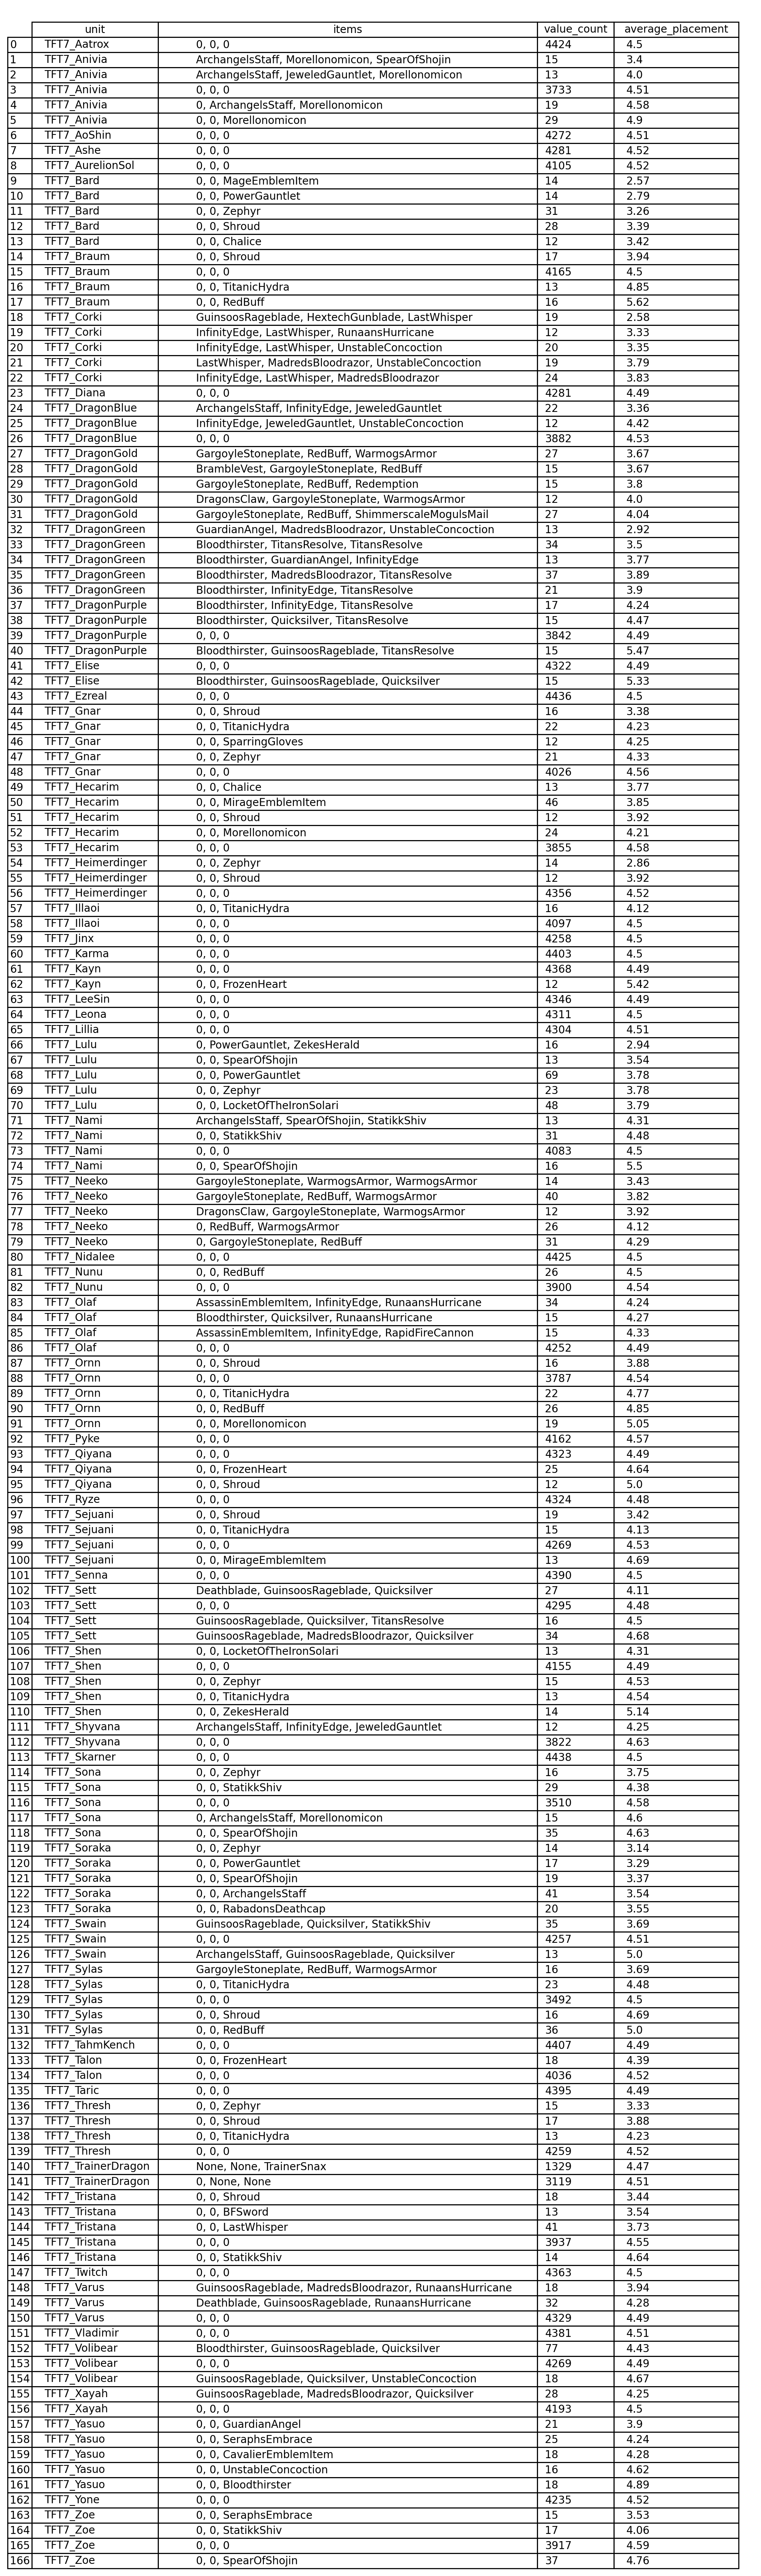 unit items value_count average_placement
0 TFT7_Aatrox 0, 0, 0 4424 4.5
1 TFT7_Anivia ArchangelsStaff, Morellonomicon, SpearOfShojin 15 3.4
2 TFT7_Anivia ArchangelsStaff, JeweledGauntlet, Morellonomicon 13 4.0
3 TFT7_Anivia 0, 0, 0 3733 4.51
4 TFT7_Anivia 0, ArchangelsStaff, Morellonomicon 19 4.58
5 TFT7_Anivia 0, 0, Morellonomicon 29 4.9
6 TFT7_AoShin 0, 0, 0 4272 4.51
7 TFT7_Ashe 0, 0, 0 4281 4.52
8 TFT7_AurelionSol 0, 0, 0 4105 4.52
9 TFT7_Bard 0, 0, MageEmblemItem 14 2.57
10 TFT7_Bard 0, 0, PowerGauntlet 14 2.79
11 TFT7_Bard 0, 0, Zephyr 31 3.26
12 TFT7_Bard 0, 0, Shroud 28 3.39
13 TFT7_Bard 0, 0, Chalice 12 3.42
14 TFT7_Braum 0, 0, Shroud 17 3.94
15 TFT7_Braum 0, 0, 0 4165 4.5
16 TFT7_Braum 0, 0, TitanicHydra 13 4.85
17 TFT7_Braum 0, 0, RedBuff 16 5.62
18 TFT7_Corki GuinsoosRageblade, HextechGunblade, LastWhisper 19 2.58
19 TFT7_Corki InfinityEdge, LastWhisper, RunaansHurricane 12 3.33
20 TFT7_Corki InfinityEdge, LastWhisper, UnstableConcoction 20 3.35
21 TFT7_Corki LastWhisper, MadredsBloodrazor, UnstableConcoction 19 3.79
22 TFT7_Corki InfinityEdge, LastWhisper, MadredsBloodrazor 24 3.83
23 TFT7_Diana 0, 0, 0 4281 4.49
24 TFT7_DragonBlue ArchangelsStaff, InfinityEdge, JeweledGauntlet 22 3.36
25 TFT7_DragonBlue InfinityEdge, JeweledGauntlet, UnstableConcoction 12 4.42
26 TFT7_DragonBlue 0, 0, 0 3882 4.53
27 TFT7_DragonGold GargoyleStoneplate, RedBuff, WarmogsArmor 27 3.67
28 TFT7_DragonGold BrambleVest, GargoyleStoneplate, RedBuff 15 3.67
29 TFT7_DragonGold GargoyleStoneplate, RedBuff, Redemption 15 3.8
30 TFT7_DragonGold DragonsClaw, GargoyleStoneplate, WarmogsArmor 12 4.0
31 TFT7_DragonGold GargoyleStoneplate, RedBuff, ShimmerscaleMogulsMail 27 4.04
32 TFT7_DragonGreen GuardianAngel, MadredsBloodrazor, UnstableConcoction 13 2.92
33 TFT7_DragonGreen Bloodthirster, TitansResolve, TitansResolve 34 3.5
34 TFT7_DragonGreen Bloodthirster, GuardianAngel, InfinityEdge 13 3.77
35 TFT7_DragonGreen Bloodthirster, MadredsBloodrazor, TitansResolve 37 3.89
36 TFT7_DragonGreen Bloodthirster, InfinityEdge, TitansResolve 21 3.9
37 TFT7_DragonPurple Bloodthirster, InfinityEdge, TitansResolve 17 4.24
38 TFT7_DragonPurple Bloodthirster, Quicksilver, TitansResolve 15 4.47
39 TFT7_DragonPurple 0, 0, 0 3842 4.49
40 TFT7_DragonPurple Bloodthirster, GuinsoosRageblade, TitansResolve 15 5.47
41 TFT7_Elise 0, 0, 0 4322 4.49
42 TFT7_Elise Bloodthirster, GuinsoosRageblade, Quicksilver 15 5.33
43 TFT7_Ezreal 0, 0, 0 4436 4.5
44 TFT7_Gnar 0, 0, Shroud 16 3.38
45 TFT7_Gnar 0, 0, TitanicHydra 22 4.23
46 TFT7_Gnar 0, 0, SparringGloves 12 4.25
47 TFT7_Gnar 0, 0, Zephyr 21 4.33
48 TFT7_Gnar 0, 0, 0 4026 4.56
49 TFT7_Hecarim 0, 0, Chalice 13 3.77
50 TFT7_Hecarim 0, 0, MirageEmblemItem 46 3.85
51 TFT7_Hecarim 0, 0, Shroud 12 3.92
52 TFT7_Hecarim 0, 0, Morellonomicon 24 4.21
53 TFT7_Hecarim 0, 0, 0 3855 4.58
54 TFT7_Heimerdinger 0, 0, Zephyr 14 2.86
55 TFT7_Heimerdinger 0, 0, Shroud 12 3.92
56 TFT7_Heimerdinger 0, 0, 0 4356 4.52
57 TFT7_Illaoi 0, 0, TitanicHydra 16 4.12
58 TFT7_Illaoi 0, 0, 0 4097 4.5
59 TFT7_Jinx 0, 0, 0 4258 4.5
60 TFT7_Karma 0, 0, 0 4403 4.5
61 TFT7_Kayn 0, 0, 0 4368 4.49
62 TFT7_Kayn 0, 0, FrozenHeart 12 5.42
63 TFT7_LeeSin 0, 0, 0 4346 4.49
64 TFT7_Leona 0, 0, 0 4311 4.5
65 TFT7_Lillia 0, 0, 0 4304 4.51
66 TFT7_Lulu 0, PowerGauntlet, ZekesHerald 16 2.94
67 TFT7_Lulu 0, 0, SpearOfShojin 13 3.54
68 TFT7_Lulu 0, 0, PowerGauntlet 69 3.78
69 TFT7_Lulu 0, 0, Zephyr 23 3.78
70 TFT7_Lulu 0, 0, LocketOfTheIronSolari 48 3.79
71 TFT7_Nami ArchangelsStaff, SpearOfShojin, StatikkShiv 13 4.31
72 TFT7_Nami 0, 0, StatikkShiv 31 4.48
73 TFT7_Nami 0, 0, 0 4083 4.5
74 TFT7_Nami 0, 0, SpearOfShojin 16 5.5
75 TFT7_Neeko GargoyleStoneplate, WarmogsArmor, WarmogsArmor 14 3.43
76 TFT7_Neeko GargoyleStoneplate, RedBuff, WarmogsArmor 40 3.82
77 TFT7_Neeko DragonsClaw, GargoyleStoneplate, WarmogsArmor 12 3.92
78 TFT7_Neeko 0, RedBuff, WarmogsArmor 26 4.12
79 TFT7_Neeko 0, GargoyleStoneplate, RedBuff 31 4.29
80 TFT7_Nidalee 0, 0, 0 4425 4.5
81 TFT7_Nunu 0, 0, RedBuff 26 4.5
82 TFT7_Nunu 0, 0, 0 3900 4.54
83 TFT7_Olaf AssassinEmblemItem, InfinityEdge, RunaansHurricane 34 4.24
84 TFT7_Olaf Bloodthirster, Quicksilver, RunaansHurricane 15 4.27
85 TFT7_Olaf AssassinEmblemItem, InfinityEdge, RapidFireCannon 15 4.33
86 TFT7_Olaf 0, 0, 0 4252 4.49
87 TFT7_Ornn 0, 0, Shroud 16 3.88
88 TFT7_Ornn 0, 0, 0 3787 4.54
89 TFT7_Ornn 0, 0, TitanicHydra 22 4.77
90 TFT7_Ornn 0, 0, RedBuff 26 4.85
91 TFT7_Ornn 0, 0, Morellonomicon 19 5.05
92 TFT7_Pyke 0, 0, 0 4162 4.57
93 TFT7_Qiyana 0, 0, 0 4323 4.49
94 TFT7_Qiyana 0, 0, FrozenHeart 25 4.64
95 TFT7_Qiyana 0, 0, Shroud 12 5.0
96 TFT7_Ryze 0, 0, 0 4324 4.48
97 TFT7_Sejuani 0, 0, Shroud 19 3.42
98 TFT7_Sejuani 0, 0, TitanicHydra 15 4.13
99 TFT7_Sejuani 0, 0, 0 4269 4.53
100 TFT7_Sejuani 0, 0, MirageEmblemItem 13 4.69
101 TFT7_Senna 0, 0, 0 4390 4.5
102 TFT7_Sett Deathblade, GuinsoosRageblade, Quicksilver 27 4.11
103 TFT7_Sett 0, 0, 0 4295 4.48
104 TFT7_Sett GuinsoosRageblade, Quicksilver, TitansResolve 16 4.5
105 TFT7_Sett GuinsoosRageblade, MadredsBloodrazor, Quicksilver 34 4.68
106 TFT7_Shen 0, 0, LocketOfTheIronSolari 13 4.31
107 TFT7_Shen 0, 0, 0 4155 4.49
108 TFT7_Shen 0, 0, Zephyr 15 4.53
109 TFT7_Shen 0, 0, TitanicHydra 13 4.54
110 TFT7_Shen 0, 0, ZekesHerald 14 5.14
111 TFT7_Shyvana ArchangelsStaff, InfinityEdge, JeweledGauntlet 12 4.25
112 TFT7_Shyvana 0, 0, 0 3822 4.63
113 TFT7_Skarner 0, 0, 0 4438 4.5
114 TFT7_Sona 0, 0, Zephyr 16 3.75
115 TFT7_Sona 0, 0, StatikkShiv 29 4.38
116 TFT7_Sona 0, 0, 0 3510 4.58
117 TFT7_Sona 0, ArchangelsStaff, Morellonomicon 15 4.6
118 TFT7_Sona 0, 0, SpearOfShojin 35 4.63
119 TFT7_Soraka 0, 0, Zephyr 14 3.14
120 TFT7_Soraka 0, 0, PowerGauntlet 17 3.29
121 TFT7_Soraka 0, 0, SpearOfShojin 19 3.37
122 TFT7_Soraka 0, 0, ArchangelsStaff 41 3.54
123 TFT7_Soraka 0, 0, RabadonsDeathcap 20 3.55
124 TFT7_Swain GuinsoosRageblade, Quicksilver, StatikkShiv 35 3.69
125 TFT7_Swain 0, 0, 0 4257 4.51
126 TFT7_Swain ArchangelsStaff, GuinsoosRageblade, Quicksilver 13 5.0
127 TFT7_Sylas GargoyleStoneplate, RedBuff, WarmogsArmor 16 3.69
128 TFT7_Sylas 0, 0, TitanicHydra 23 4.48
129 TFT7_Sylas 0, 0, 0 3492 4.5
130 TFT7_Sylas 0, 0, Shroud 16 4.69
131 TFT7_Sylas 0, 0, RedBuff 36 5.0
132 TFT7_TahmKench 0, 0, 0 4407 4.49
133 TFT7_Talon 0, 0, FrozenHeart 18 4.39
134 TFT7_Talon 0, 0, 0 4036 4.52
135 TFT7_Taric 0, 0, 0 4395 4.49
136 TFT7_Thresh 0, 0, Zephyr 15 3.33
137 TFT7_Thresh 0, 0, Shroud 17 3.88
138 TFT7_Thresh 0, 0, TitanicHydra 13 4.23
139 TFT7_Thresh 0, 0, 0 4259 4.52
140 TFT7_TrainerDragon None, None, TrainerSnax 1329 4.47
141 TFT7_TrainerDragon 0, None, None 3119 4.51
142 TFT7_Tristana 0, 0, Shroud 18 3.44
143 TFT7_Tristana 0, 0, BFSword 13 3.54
144 TFT7_Tristana 0, 0, LastWhisper 41 3.73
145 TFT7_Tristana 0, 0, 0 3937 4.55
146 TFT7_Tristana 0, 0, StatikkShiv 14 4.64
147 TFT7_Twitch 0, 0, 0 4363 4.5
148 TFT7_Varus GuinsoosRageblade, MadredsBloodrazor, RunaansHurricane 18 3.94
149 TFT7_Varus Deathblade, GuinsoosRageblade, RunaansHurricane 32 4.28
150 TFT7_Varus 0, 0, 0 4329 4.49
151 TFT7_Vladimir 0, 0, 0 4381 4.51
152 TFT7_Volibear Bloodthirster, GuinsoosRageblade, Quicksilver 77 4.43
153 TFT7_Volibear 0, 0, 0 4269 4.49
154 TFT7_Volibear GuinsoosRageblade, Quicksilver, UnstableConcoction 18 4.67
155 TFT7_Xayah GuinsoosRageblade, MadredsBloodrazor, Quicksilver 28 4.25
156 TFT7_Xayah 0, 0, 0 4193 4.5
157 TFT7_Yasuo 0, 0, GuardianAngel 21 3.9
158 TFT7_Yasuo 0, 0, SeraphsEmbrace 25 4.24
159 TFT7_Yasuo 0, 0, CavalierEmblemItem 18 4.28
160 TFT7_Yasuo 0, 0, UnstableConcoction 16 4.62
161 TFT7_Yasuo 0, 0, Bloodthirster 18 4.89
162 TFT7_Yone 0, 0, 0 4235 4.52
163 TFT7_Zoe 0, 0, SeraphsEmbrace 15 3.53
164 TFT7_Zoe 0, 0, StatikkShiv 17 4.06
165 TFT7_Zoe 0, 0, 0 3917 4.59
166 TFT7_Zoe 0, 0, SpearOfShojin 37 4.76